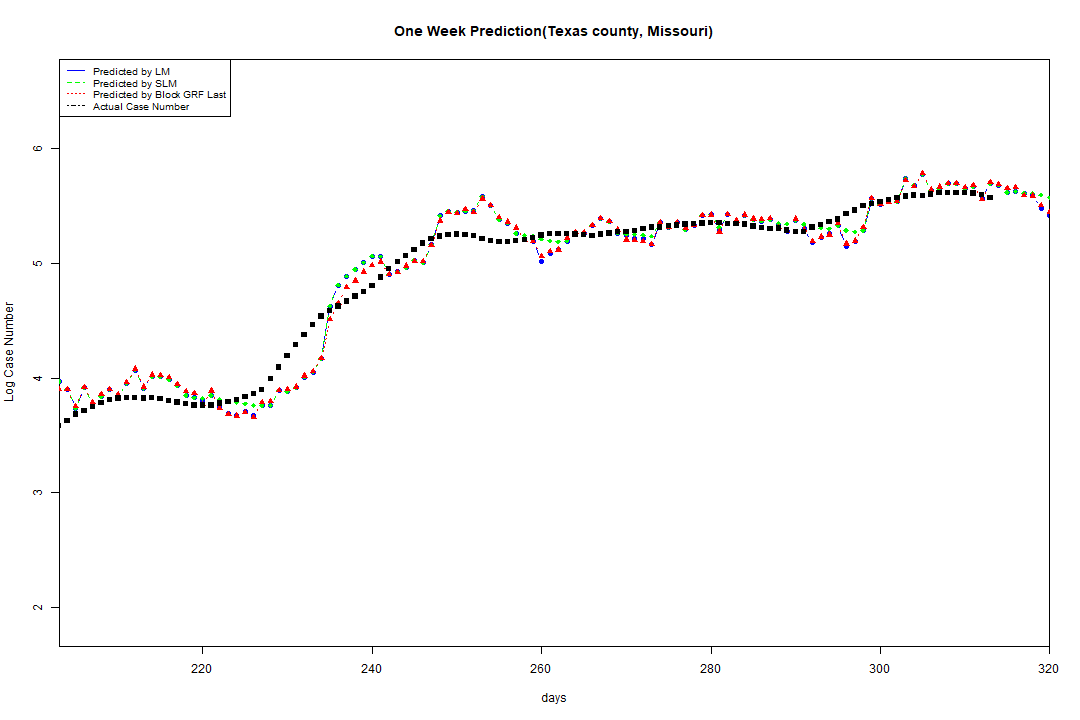 One Week Prediction(Texas county, Missouri)
Predicted by LM
Predicted by SLM
Predicted by Block GRF Last
Actual Case Number
6
5
4
3
2
Log Case Number
220
240
260
280
300
320
days